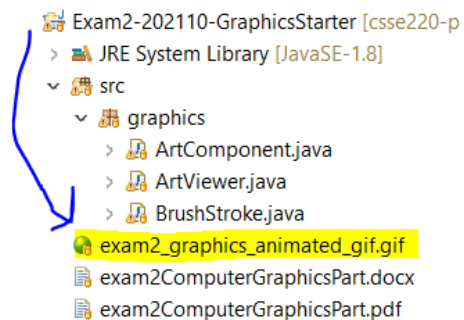 Exam2-202110-GraphicsStarter [csse220-p
JRE System Library [JavaSE-1.8]
src
graphics
ArtComponent.java
ArtViewer.java
BrushStroke.java
exam2_graphics_animated_gif.gif
exam2ComputerGraphicsPart.docx
exam2ComputerGraphicsPart.pdf